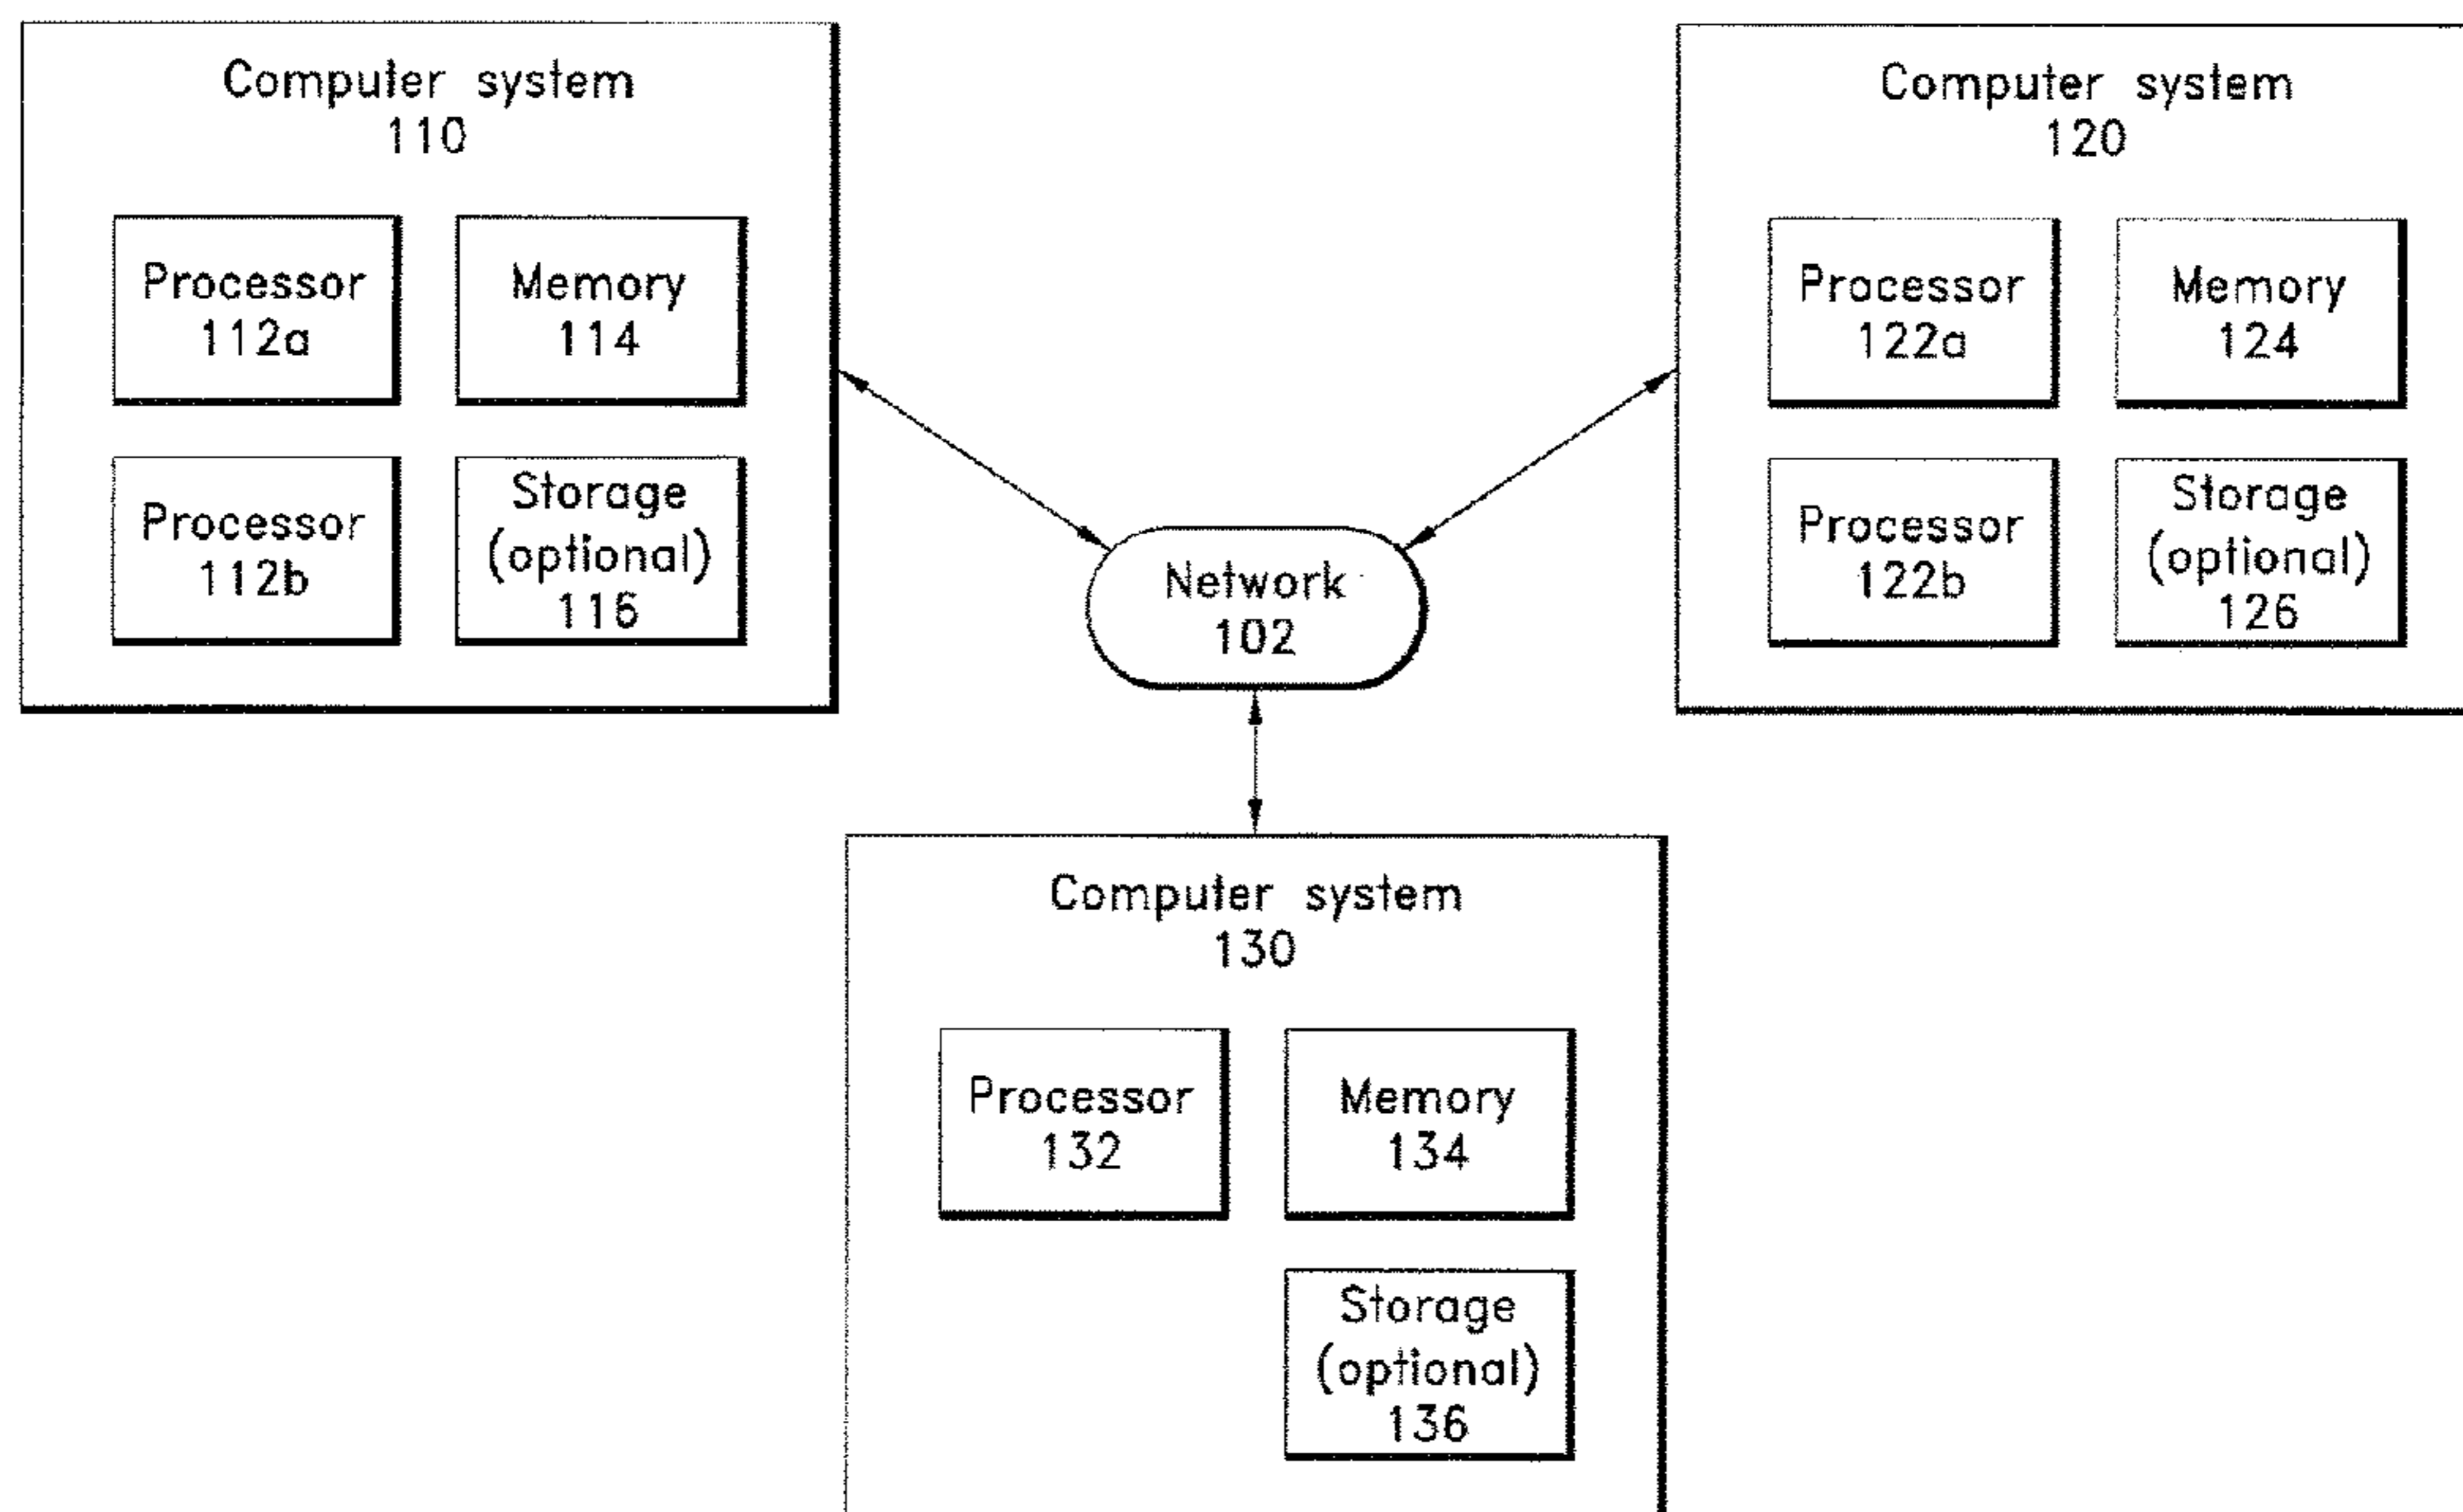 Computer system
110
Processor
112a
Memory
114
Processor
112b
Storage
(optional)
116
Computer system
120
Processor
122a
Memory
124
Processor
122b
Storage
(optional)
126
Network
102
Computer system
130
Processor
132
Memory
134
Storage
(optional)
136